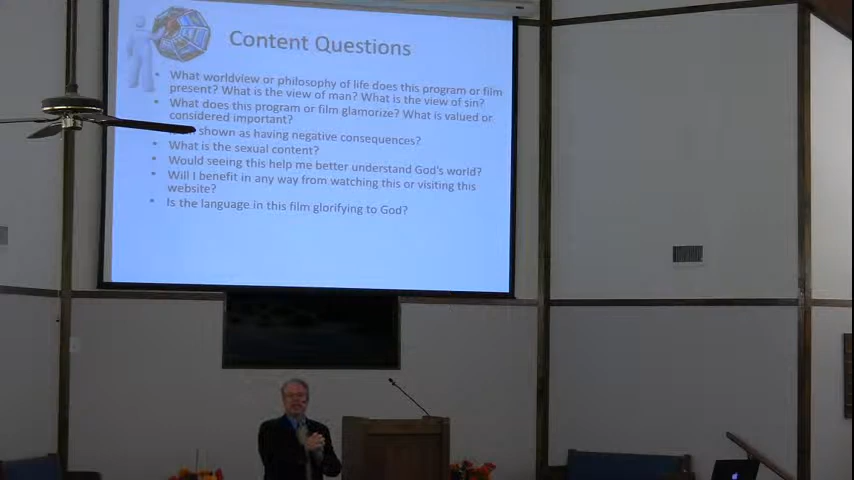 Content Questions
• What worldview or philosophy of life does this program or film
present? What is the view of man? What is the view of sin?
• What does this program or film glamorize? What is valued or
considered important?
shown as having negative consequences?
• What is the sexual content?
• Would seeing this help me better understand God's world?
• Will I benefit in any way from watching this or visiting this
website?
• Is the language in this film glorifying to God?